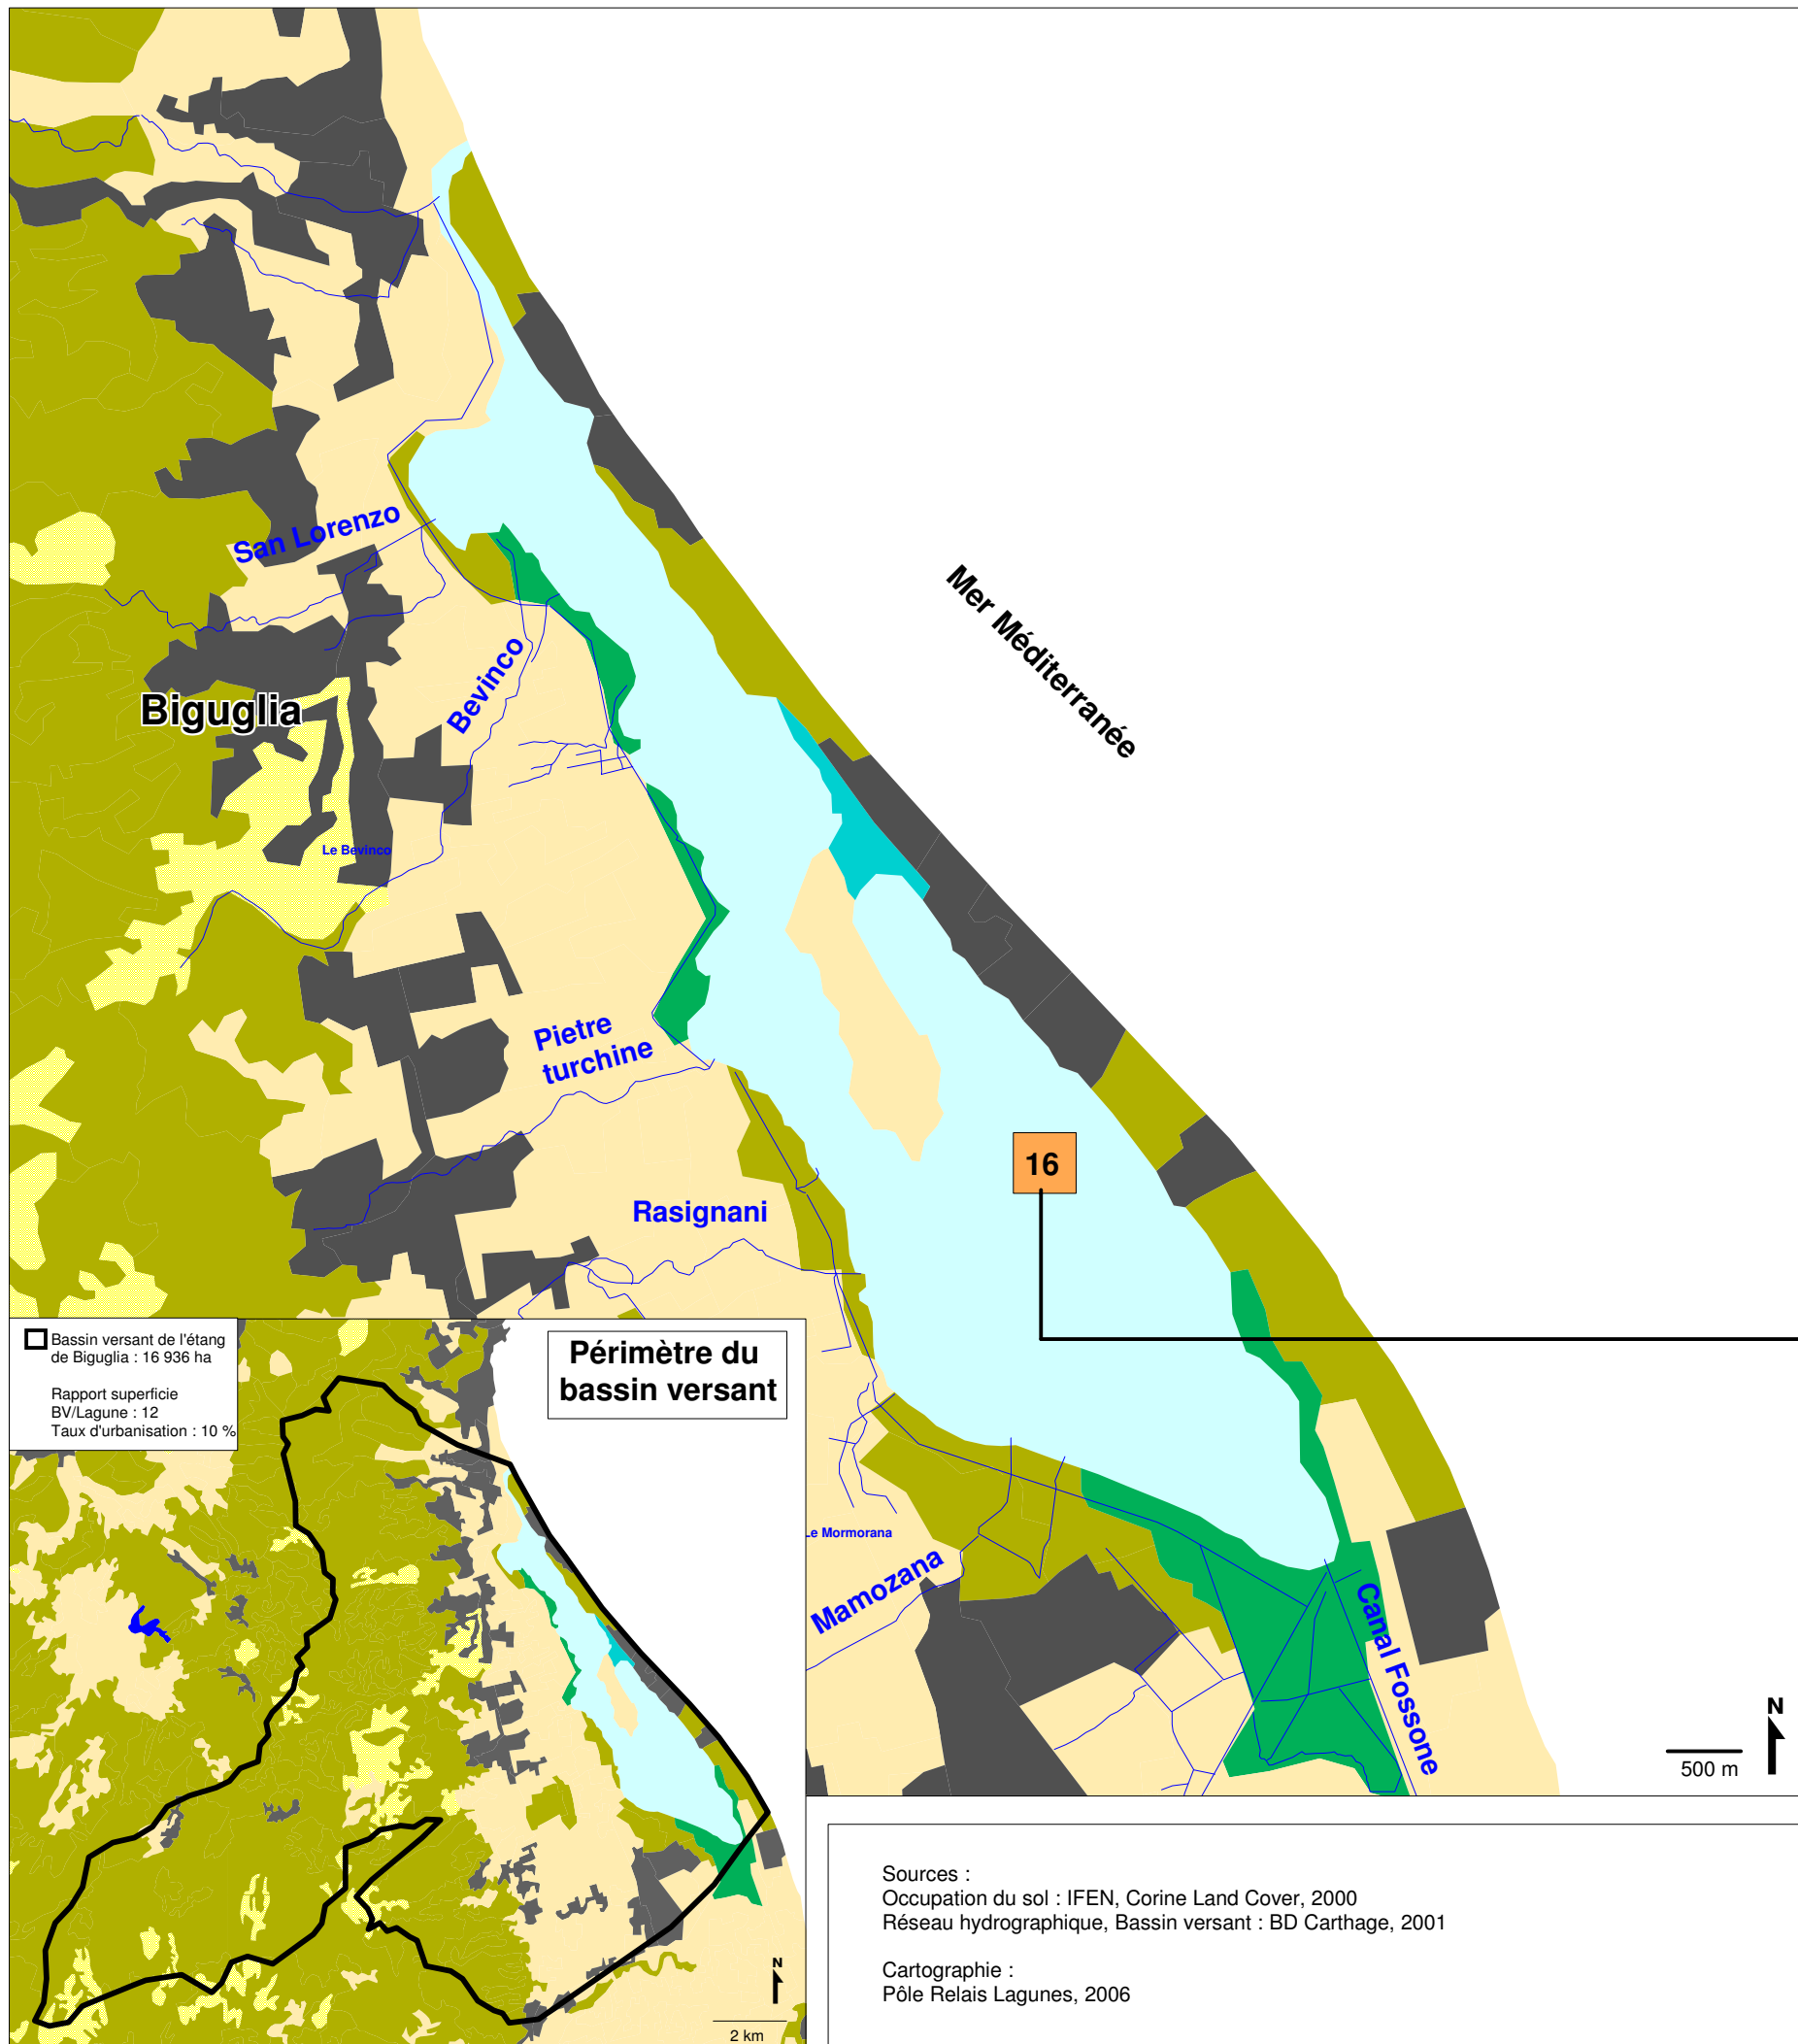 San Lorenzo
Mer Méditerranée
Bevinco
Biguglia
Le Bevinco
Pietre
turchine
16
Rasignani
Bassin versant de l'étang
de Biguglia : 16 936 ha
Rapport superficie
BV/Lagune : 12
Taux d'urbanisation : 10 %
Périmètre du
bassin versant
Le Mormorana
Mamozana
Canal Fossone
N
500 m
N
2 km
Sources :
Occupation du sol : IFEN, Corine Land Cover, 2000
Réseau hydrographique, Bassin versant : BD Carthage, 2001
Cartographie :
Pôle Relais Lagunes, 2006